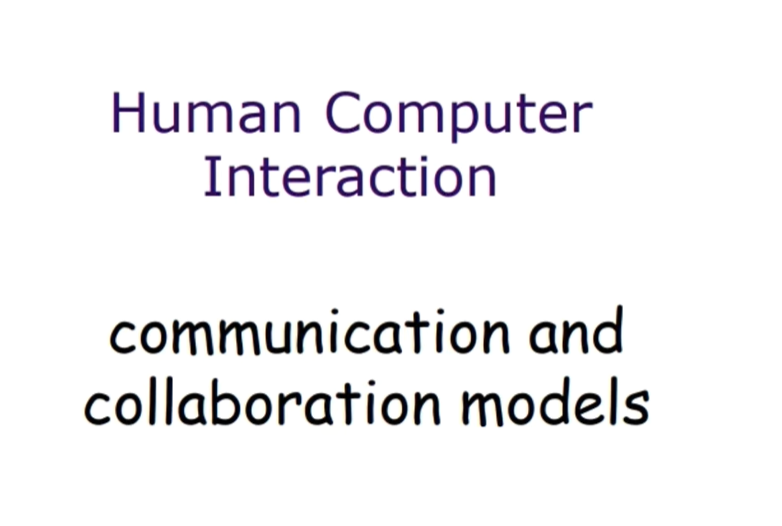 Human Computer
Interaction
communication and
collaboration models